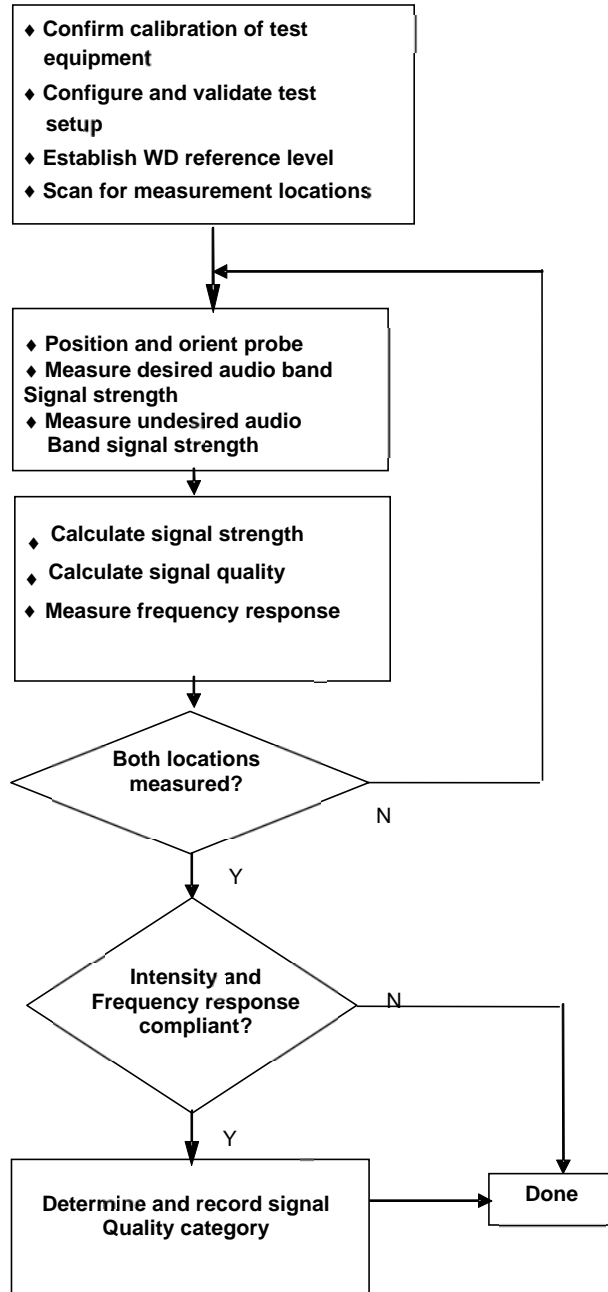 ♦ Confirm calibration of test
equipment
♦ Configure and validate test
setup
♦ Establish WD reference level
♦ Scan for measurement locations
♦ Position and orient probe
♦ Measure desired audio band
Signal strength
♦ Measure undesired audio
Band signal strength
♦ Calculate signal strength
♦ Calculate signal quality
♦ Measure frequency response
Both locations
measured?
N
Y
Intensity and
Frequency response
compliant?
N
Y
Determine and record signal
Quality category
Done